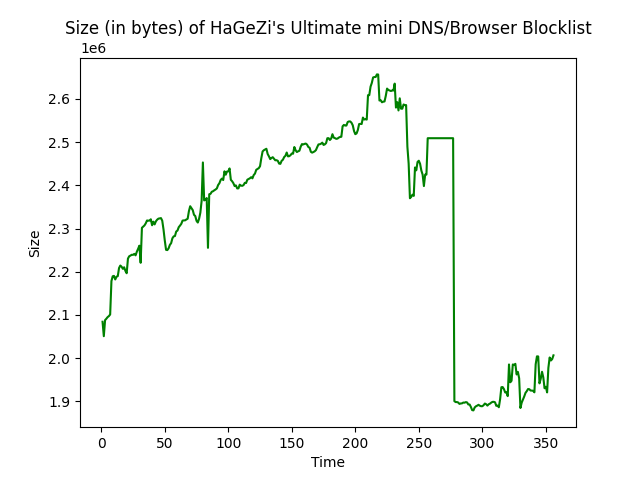 Size (in bytes) of HaGeZi's Ultimate mini DNS/Browser Blocklist
1e6
2.6
2.5
2.4
2.3
2.2
2.1
2.0
1.9
Size
0 50 100 150 200 250 300 350
Time